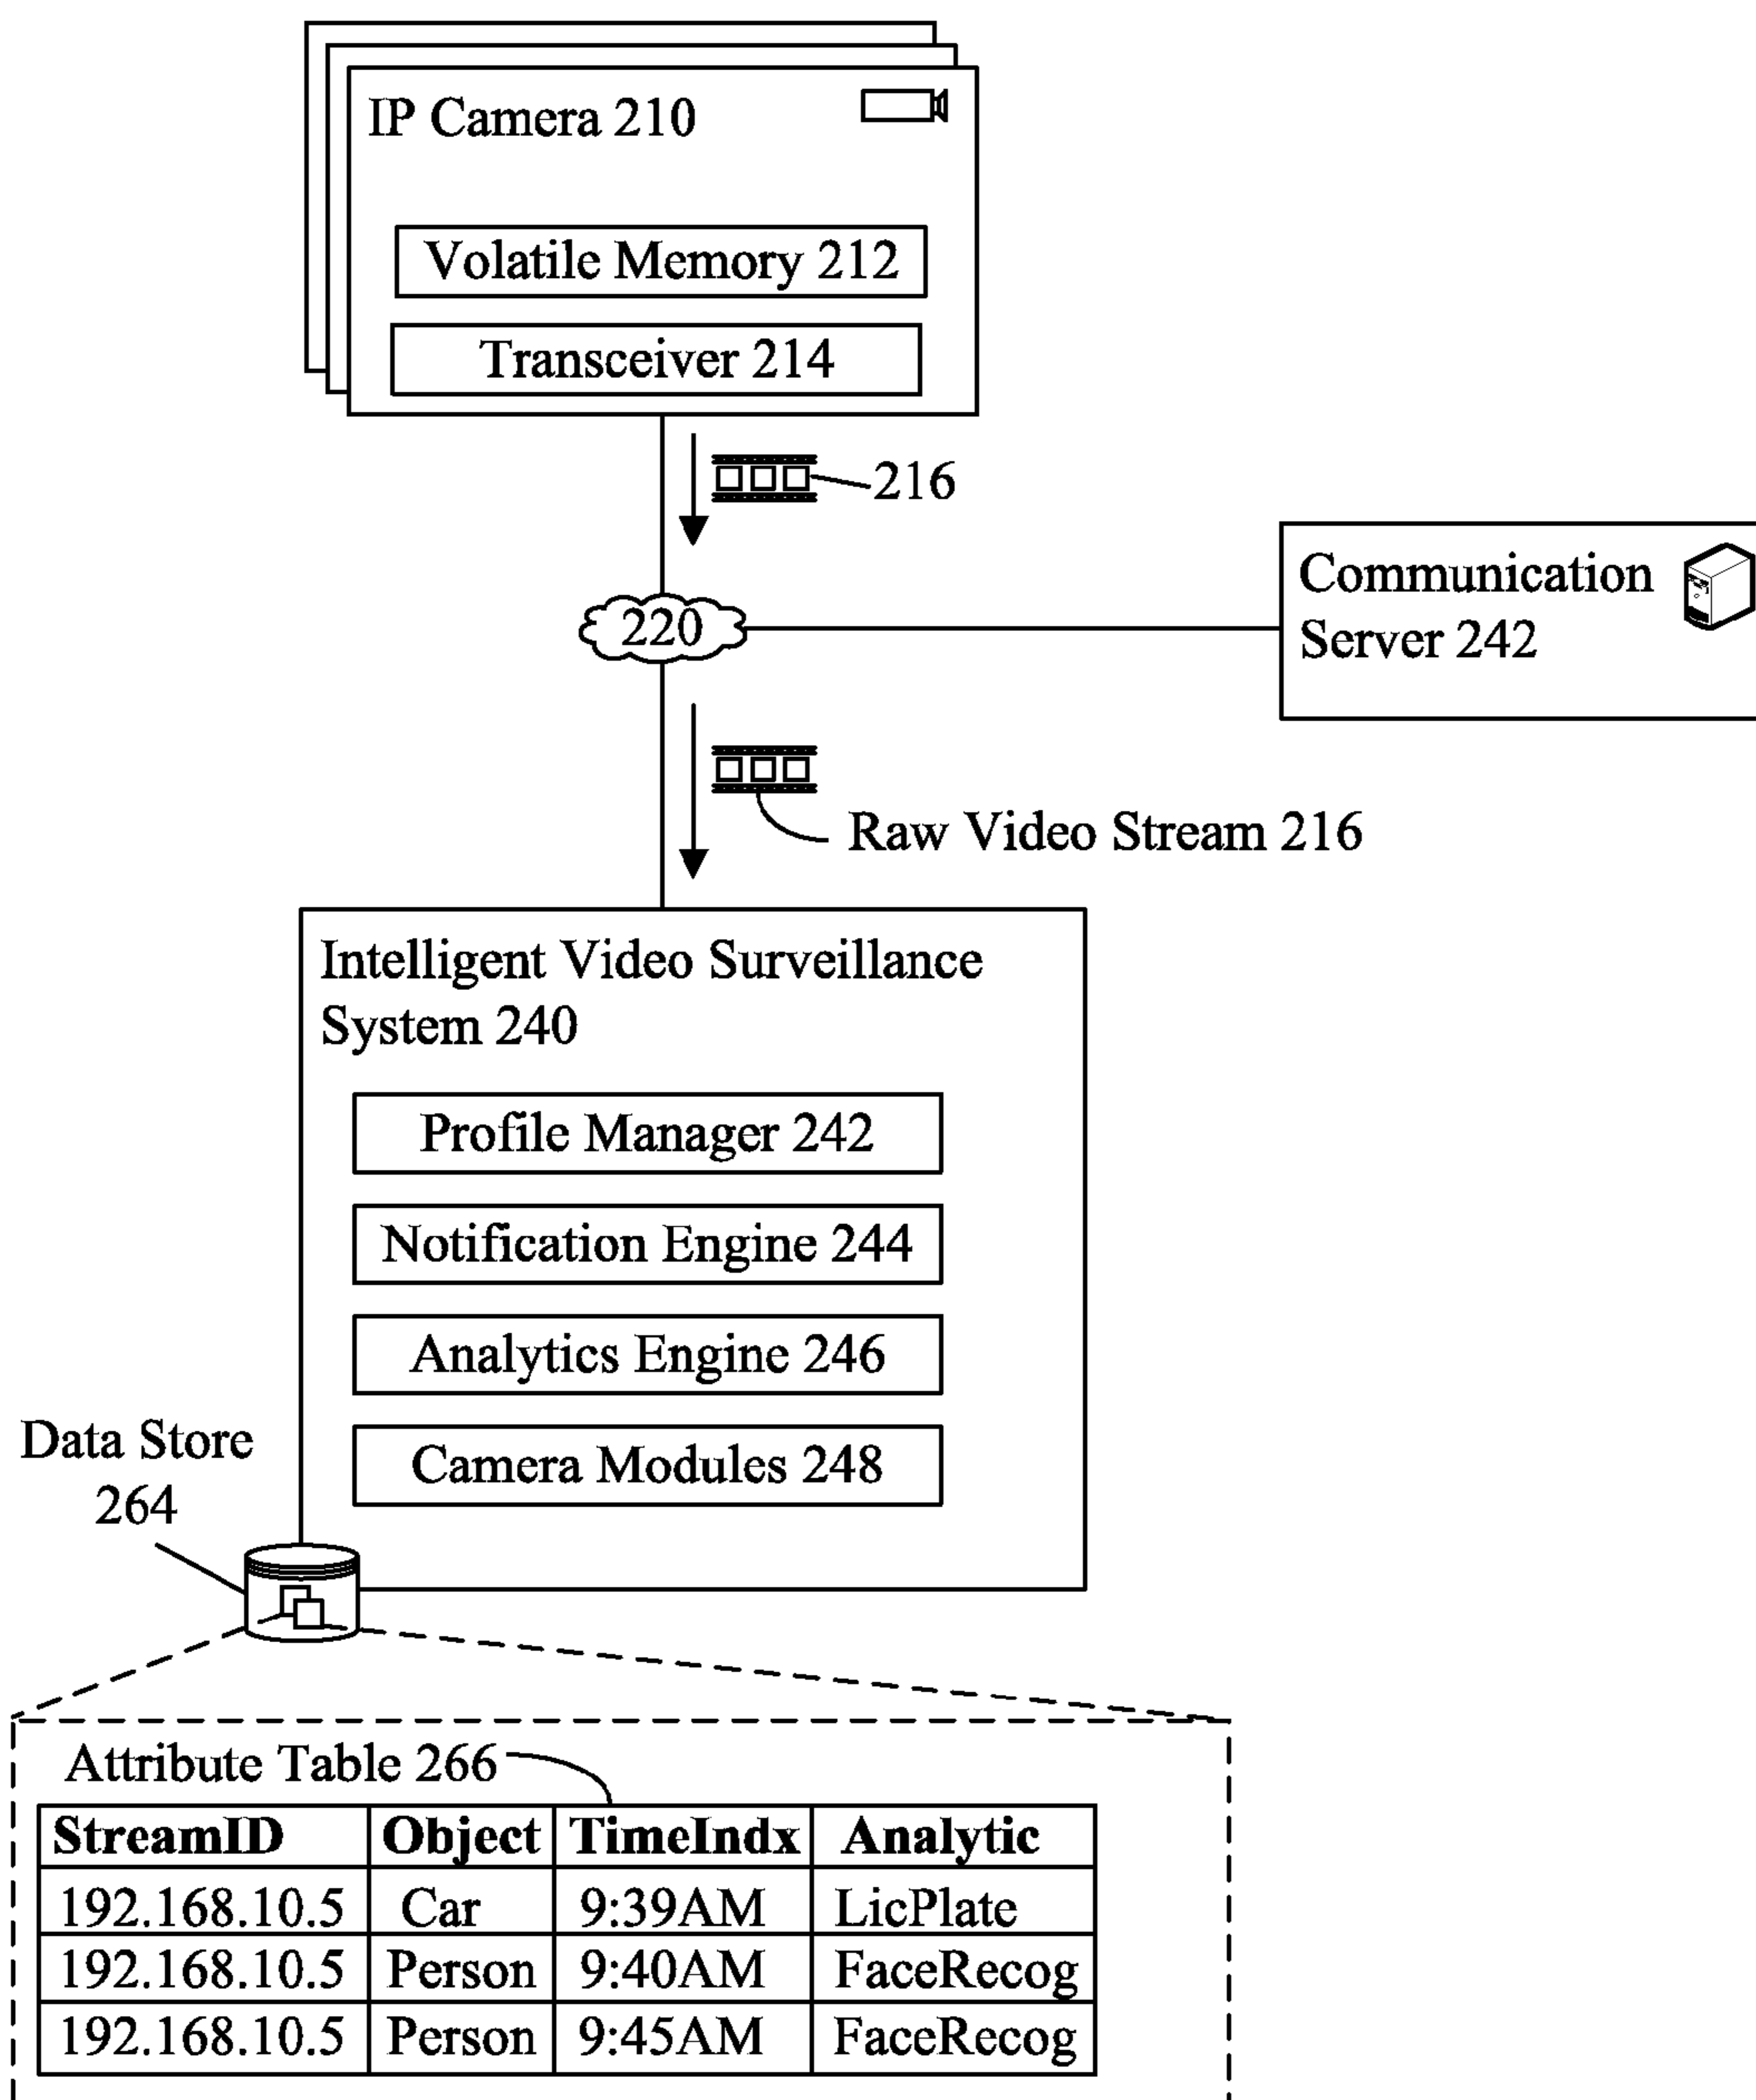 IP Camera 210
Volatile Memory 212
Transceiver 214
216
220
Communication
Server 242
Raw Video Stream 216
Intelligent Video Surveillance
System 240
Profile Manager 242
Notification Engine 244
Analytics Engine 246
Camera Modules 248
Data Store
264
Attribute Table 266
StreamID Object TimeIndx Analytic
192.168.10.5 Car 9:39AM LicPlate
192.168.10.5 Person 9:40AM FaceRecog
192.168.10.5 Person 9:45AM FaceRecog